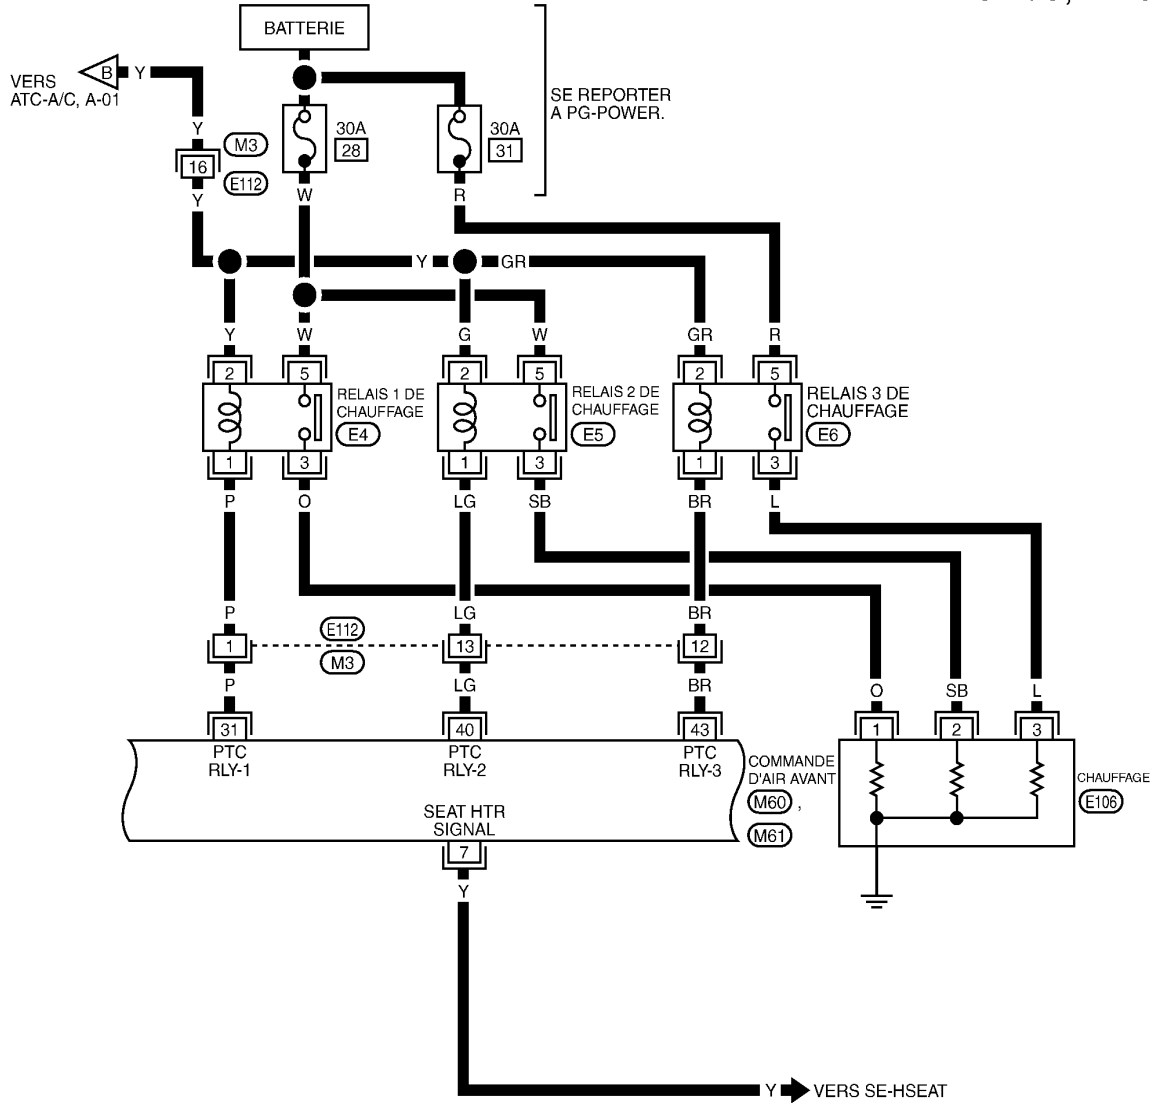 BATTERIE
B Y
VERS
ATC-A/C, A-01
SE REPORTER
A PG-POWER.
Y
M3
16
E112
Y
30A
28
30A
31
W
R
Y
GR
Y
W
G
W
GR
R
2
5
2
5
2
5
RELAIS 1 DE
CHAUFFAGE
E4
RELAIS 2 DE
CHAUFFAGE
E5
RELAIS 3 DE
CHAUFFAGE
E6
1
3
1
3
1
3
P
O
LG
SB
BR
L
P
LG
BR
E112
1
13
12
M3
P
LG
BR
O
SB
L
31
40
43
1
2
3
PTC
RLY-1
PTC
RLY-2
PTC
RLY-3
COMMANDE
D'AIR AVANT
M60 ,
M61
CHAUFFAGE
E106
SEAT HTR
SIGNAL
7
Y
Y
VERS SE-HSEAT